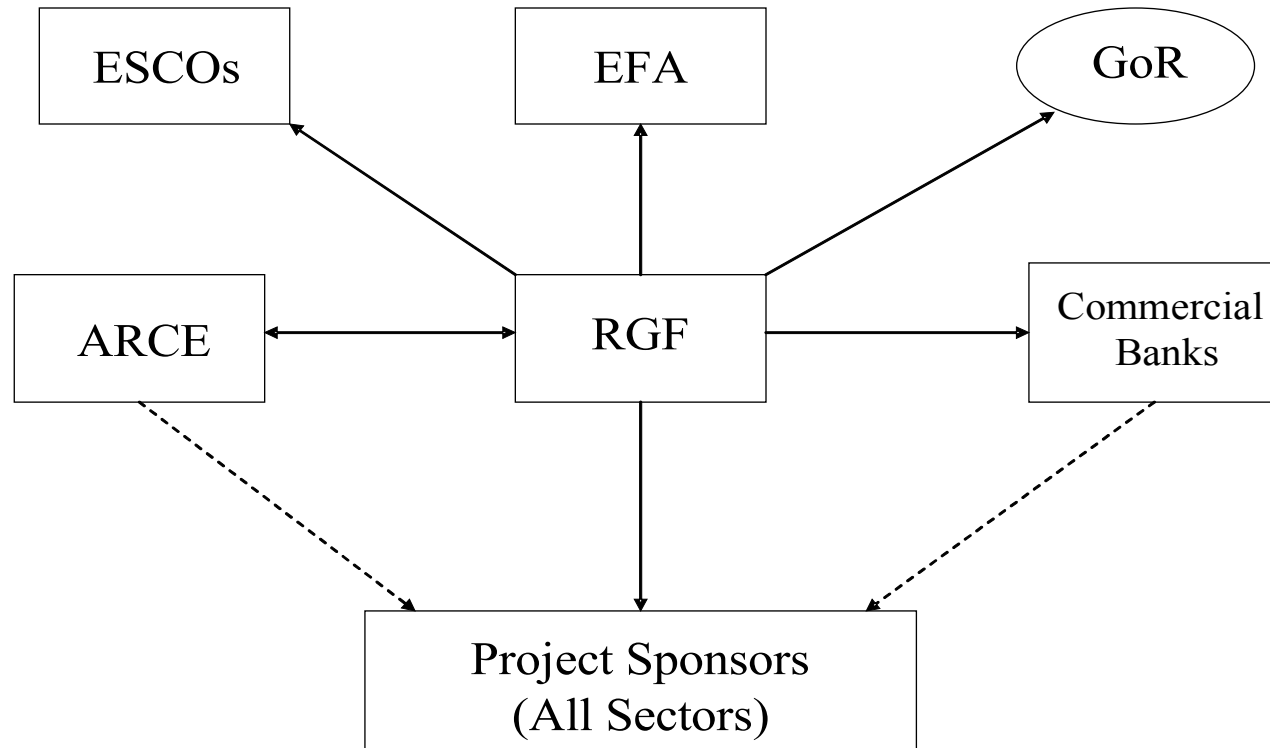 ESCOs
EFA
GoR
ARCE
RGF
Commercial
Banks
Project Sponsors
(All Sectors)